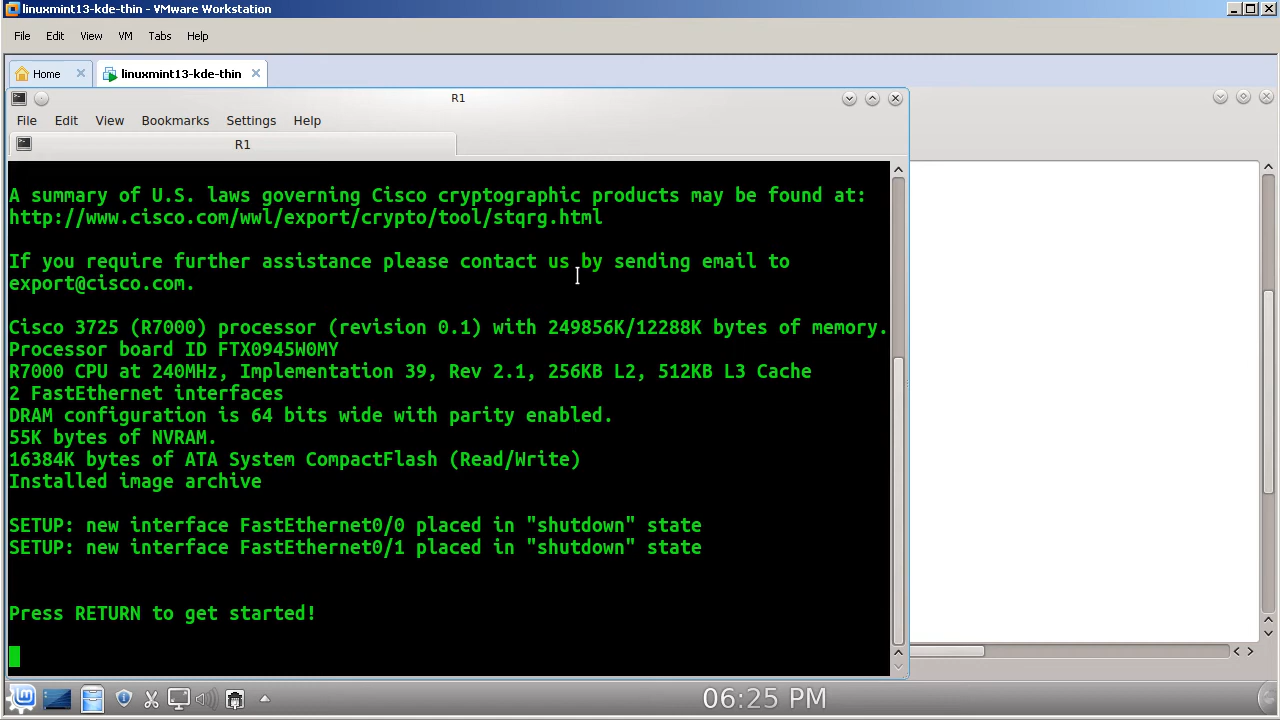 linuxmint13-kde-thin - VMware Workstation
File Edit View VM Tabs Help
Home linuxmint13-kde-thin
R1
File Edit View Bookmarks Settings Help
R1
A summary of U.S. laws governing Cisco cryptographic products may be found at:
http://www.cisco.com/wwl/export/crypto/tool/stqrg.html
If you require further assistance please contact us by sending email to
export@cisco.com.
Cisco 3725 (R7000) processor (revision 0.1) with 249856K/12288K bytes of memory.
Processor board ID FTX0945W0MY
R7000 CPU at 240MHz, Implementation 39, Rev 2.1, 256KB L2, 512KB L3 Cache
2 FastEthernet interfaces
DRAM configuration is 64 bits wide with parity enabled.
55K bytes of NVRAM.
16384K bytes of ATA System CompactFlash (Read/Write)
Installed image archive
SETUP: new interface FastEthernet0/0 placed in "shutdown" state
SETUP: new interface FastEthernet0/1 placed in "shutdown" state
Press RETURN to get started!
06:25 PM